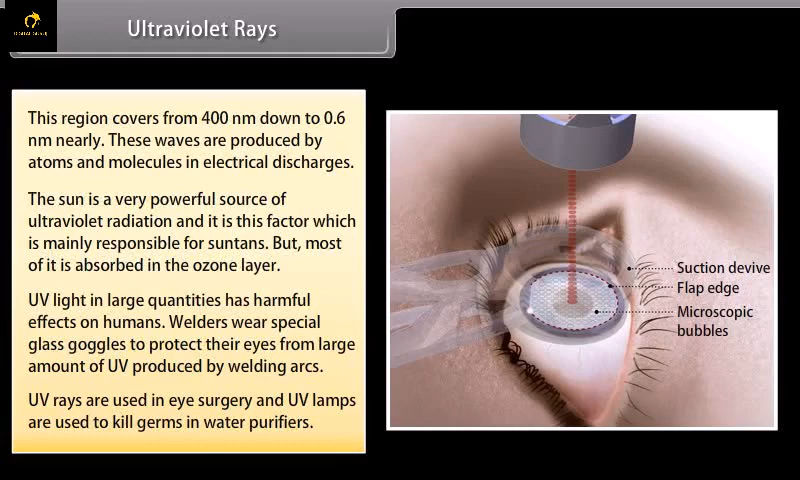 Ultraviolet Rays
This region covers from 400 nm down to 0.6
nm nearly. These waves are produced by
atoms and molecules in electrical discharges.
The sun is a very powerful source of
ultraviolet radiation and it is this factor which
is mainly responsible for suntans. But, most
of it is absorbed in the ozone layer.
UV light in large quantities has harmful
effects on humans. Welders wear special
glass goggles to protect their eyes from large
amount of UV produced by welding arcs.
UV rays are used in eye surgery and UV lamps
are used to kill germs in water purifiers.
Suction devive
Flap edge
Microscopic
bubbles